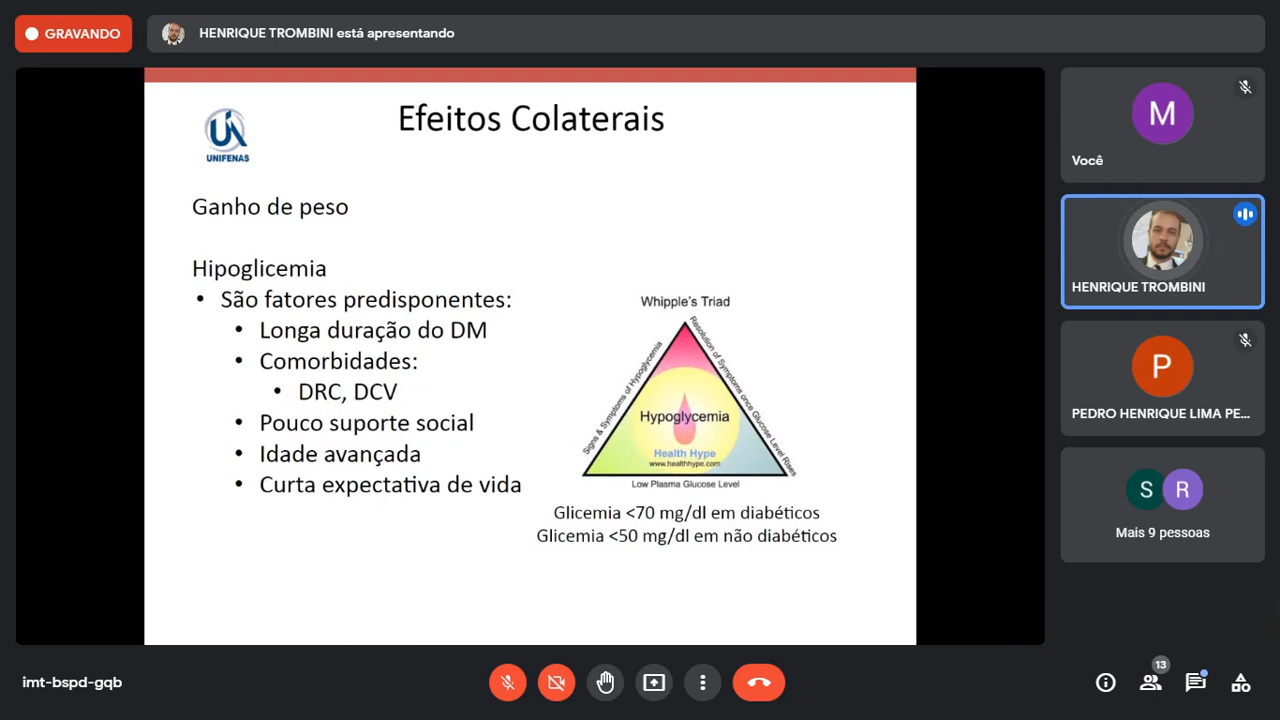 GRAVANDO
HENRIQUE TROMBINI está apresentando
UNIFENAS
Efeitos Colaterais
Ganho de peso
Hipoglicemia
• São fatores predisponentes:
• Longa duração do DM
• Comorbidades:
• DRC, DCV
• Pouco suporte social
• Idade avançada
• Curta expectativa de vida
Whipple's Triad
Signs & Symptoms of Hypoglycemia
Resolution of Symptoms once Glucose Level Rises
Hypoglycemia
Health Hype
www.healthhype.com
Low Plasma Glucose Level
Glicemia <70 mg/dl em diabéticos
Glicemia <50 mg/dl em não diabéticos
M
Você
HENRIQUE TROMBINI
P
PEDRO HENRIQUE LIMA PE...
S R
Mais 9 pessoas
imt-bspd-gqb
13